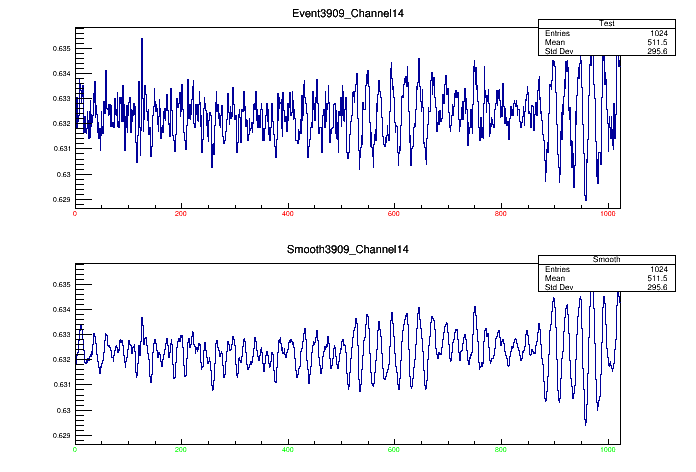 Event3909_Channel14
Test
Entries 1024
Mean 511.5
Std Dev 295.6
0.635
0.634
0.633
0.632
0.631
0.63
0.629
0 200 400 600 800 1000
Smooth3909_Channel14
Smooth
Entries 1024
Mean 511.5
Std Dev 295.6
0.635
0.634
0.633
0.632
0.631
0.63
0.629
0 200 400 600 800 1000